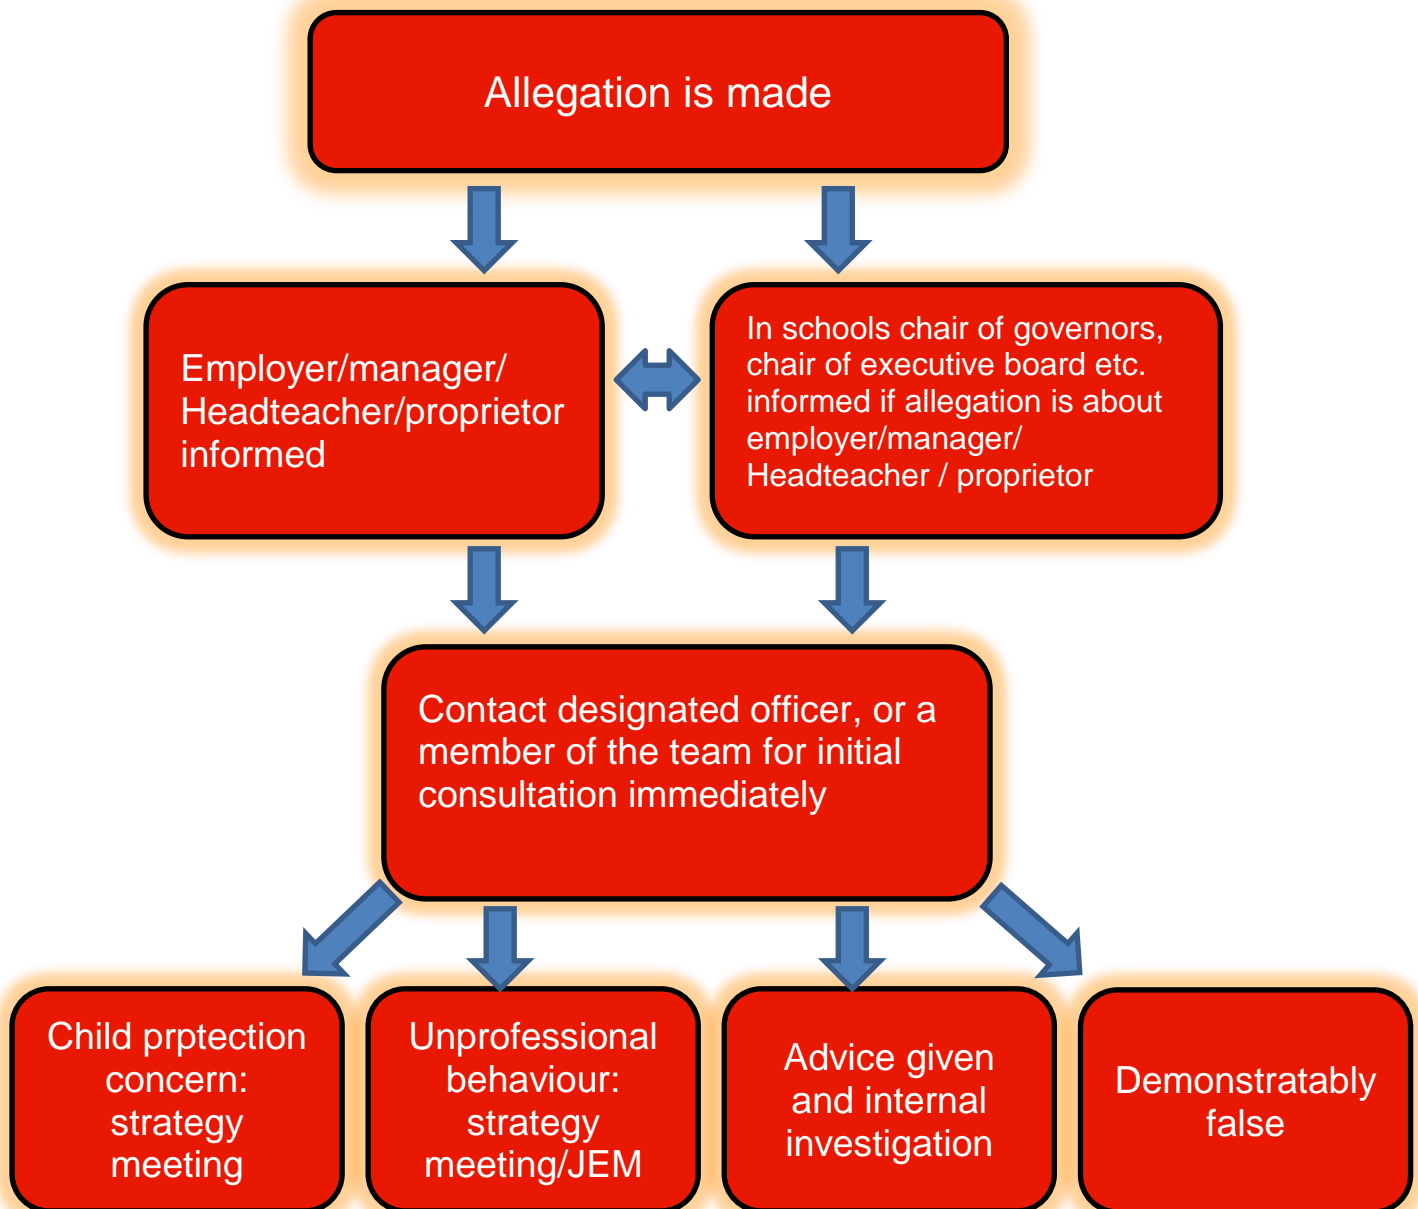 Allegation is made
Employer/manager/
Headteacher/proprietor
informed
In schools chair of governors,
chair of executive board etc.
informed if allegation is about
employer/manager/
Headteacher / proprietor
Contact designated officer, or a
member of the team for initial
consultation immediately
Child prptection
concern:
strategy
meeting
Unprofessional
behaviour:
strategy
meeting/JEM
Advice given
and internal
investigation
Demonstratably
false